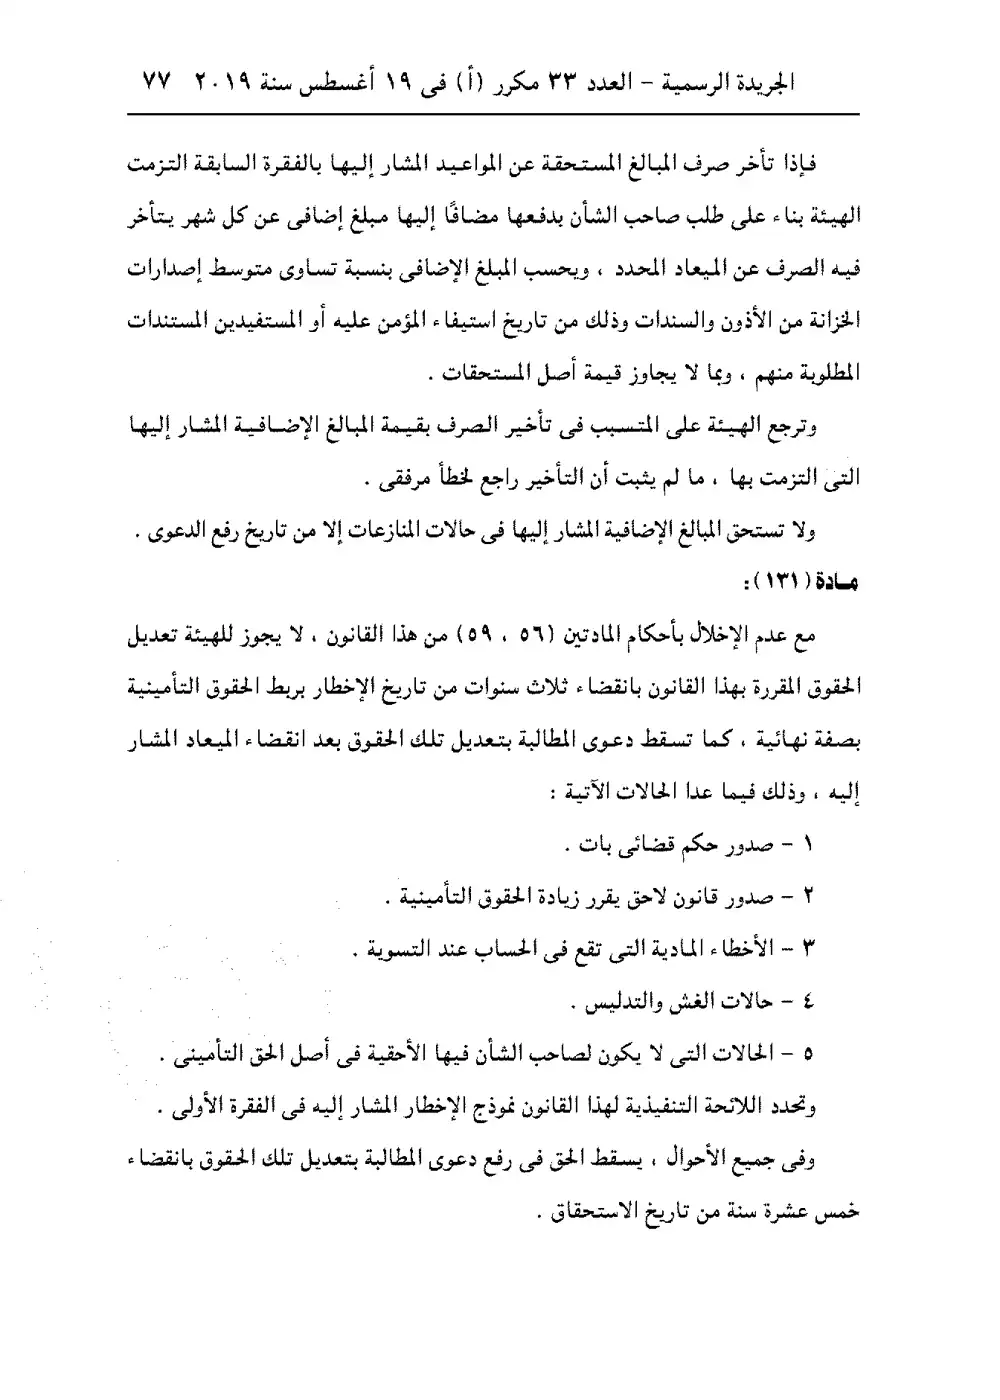 الجريدة الرسمية – العدد ٣٣ مكرر (أ) فى ١٩ أغسطس سنة ٢٠١٩ ٧٧
فإذا تأخر صرف المبالغ المستحقة عن المواعيد المشار إليها بالفقرة السابقة التزمت
الهيئة بناء على طلب صاحب الشأن بدفعها مضافًا إليها مبلغ إضافى عن كل شهر يتأخر
فيه الصرف عن الميعاد المحدد ، ويحسب المبلغ الإضافى بنسبة تساوى متوسط إصدارات
الخزانة من الأذون والسندات وذلك من تاريخ استيفاء المؤمن عليه أو المستفيدين المستندات
المطلوبة منهم ، وبما لا يجاوز قيمة أصل المستحقات .
وترجع الهيئة على المتسبب فى تأخير الصرف بقيمة المبالغ الإضافية المشار إليها
التى التزمت بها ، ما لم يثبت أن التأخير راجع لخطأ مرفقى .
ولا تستحق المبالغ الإضافية المشار إليها فى حالات المنازعات إلا من تاريخ رفع الدعوى .
مادة (١٣١):
مع عدم الإخلال بأحكام المادتين (٥٦ ، ٥٩) من هذا القانون ، لا يجوز للهيئة تعديل
الحقوق المقررة بهذا القانون بانقضاء ثلاث سنوات من تاريخ الإخطار بربط الحقوق التأمينية
بصفة نهائية ، كما تسقط دعوى المطالبة بتعديل تلك الحقوق بعد انقضاء الميعاد المشار
إليه ، وذلك فيما عدا الحالات الآتية :
١ – صدور حكم قضائى بات .
٢ – صدور قانون لاحق يقرر زيادة الحقوق التأمينية .
٣ – الأخطاء المادية التى تقع فى الحساب عند التسوية .
٤ – حالات الغش والتدليس .
٥ – الحالات التى لا يكون لصاحب الشأن فيها الأحقية فى أصل الحق التأمينى .
وتحدد اللائحة التنفيذية لهذا القانون نموذج الإخطار المشار إليه فى الفقرة الأولى .
وفى جميع الأحوال ، يسقط الحق فى رفع دعوى المطالبة بتعديل تلك الحقوق بانقضاء
خمس عشرة سنة من تاريخ الاستحقاق .